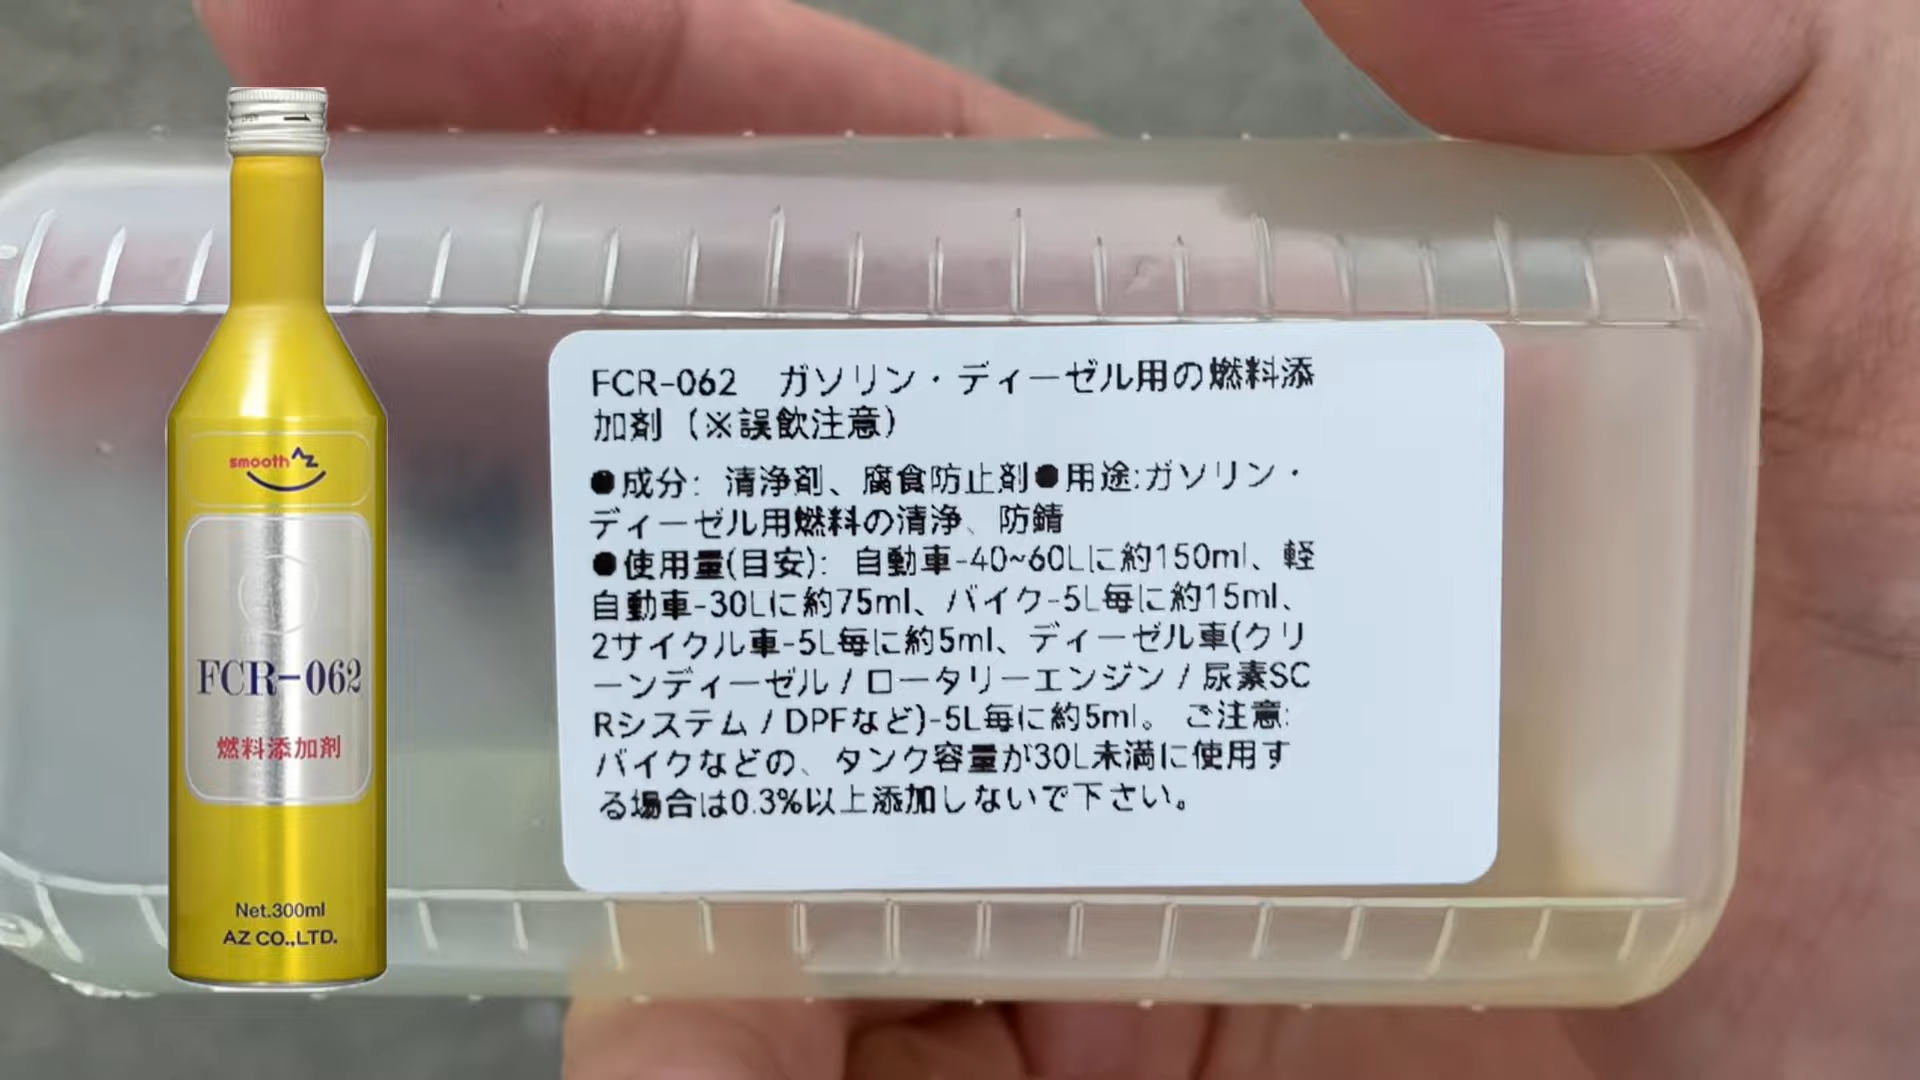 OPEN
smooth AZ
FCR-062
燃料添加剤
Net.300ml
AZ CO.,LTD.
FCR-062 ガソリン・ディーゼル用の燃料添
加剤（※誤飲注意）
●成分: 清浄剤、腐食防止剤●用途:ガソリン・
ディーゼル用燃料の清浄、防錆
●使用量(目安): 自動車-40~60Lに約150ml、軽
自動車-30Lに約75ml、バイク-5L毎に約15ml、
2サイクル車-5L毎に約5ml、ディーゼル車(クリ
ーンディーゼル / ロータリーエンジン / 尿素SC
Rシステム / DPFなど)-5L毎に約5ml。 ご注意:
バイクなどの、タンク容量が30L未満に使用す
る場合は0.3%以上添加しないで下さい。